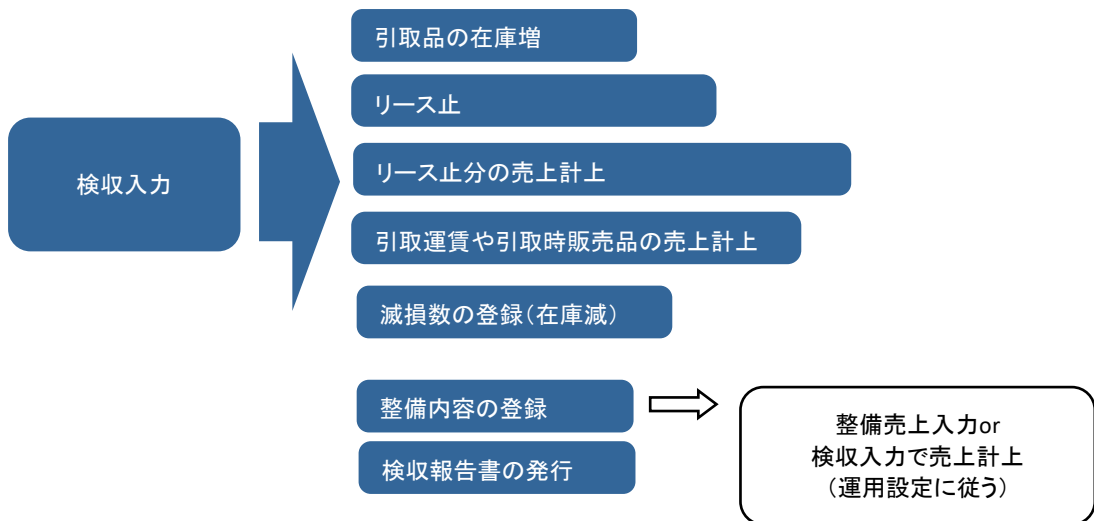 引取品の在庫増
リース止
検収入力
リース止分の売上計上
引取運賃や引取時販売品の売上計上
滅損数の登録(在庫減)
整備内容の登録
検収報告書の発行
整備売上入力or
検収入力で売上計上
(運用設定に従う)